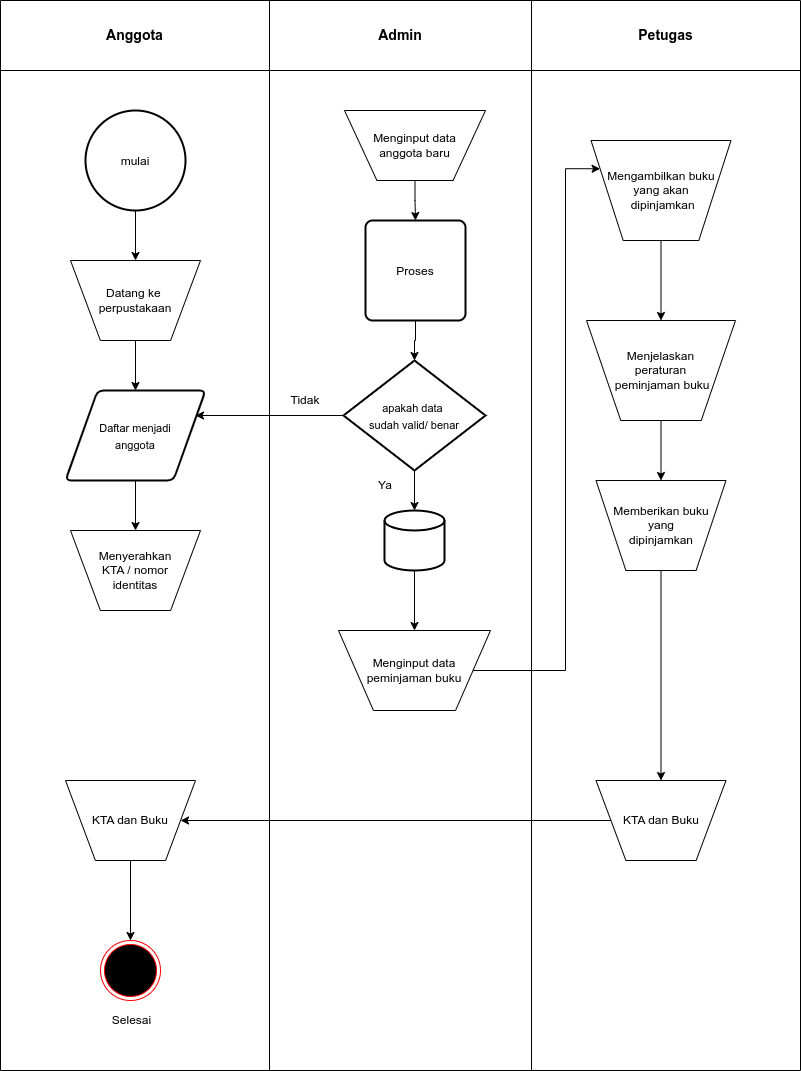 Anggota
Admin
Petugas
mulai
Datang ke
perpustakaan
Daftar menjadi
anggota
Menyerahkan
KTA / nomor
identitas
Menginput data
anggota baru
Proses
apakah data
sudah valid/ benar
Tidak
Ya
Menginput data
peminjaman buku
Mengambilkan buku
yang akan
dipinjamkan
Menjelaskan
peraturan
peminjaman buku
Memberikan buku
yang
dipinjamkan
KTA dan Buku
KTA dan Buku
Selesai